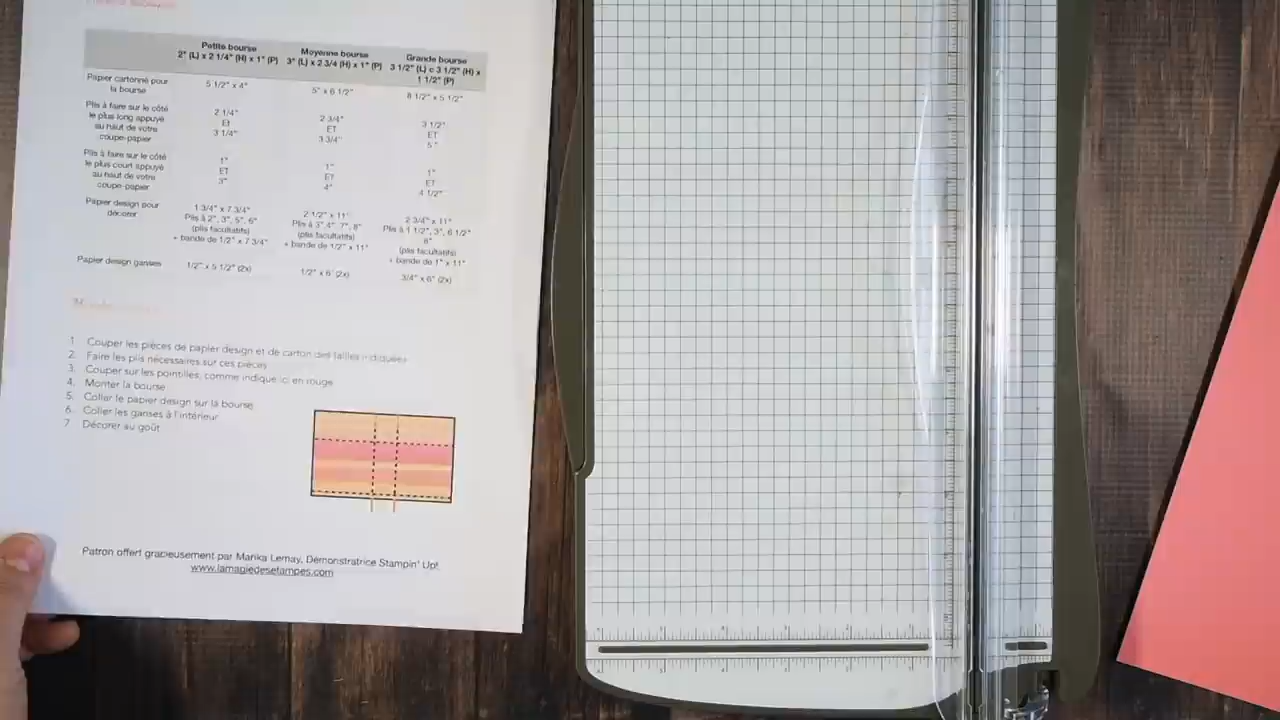 Petite bourse
2" (L) x 2 1/4" (H) x 1" (P)
Moyenne bourse
3" (L) x 2 3/4 (H) x 1" (P)
Grande bourse
3 1/2" (L) c 3 1/2" (H) x
1 1/2" (P)
Papier cartonné pour
la bourse
5 1/2" x 4"
5" x 6 1/2"
8 1/2" x 5 1/2"
Plis à faire sur le côté
le plus long appuyé
au haut de votre
coupe-papier
2 1/4"
Et
3 1/4"
2 3/4"
ET
3 3/4"
3 1/2"
ET
5"
Plis à faire sur le côté
le plus court appuyé
au haut de votre
coupe-papier
1"
ET
3"
1"
ET
4"
1"
ET
4 1/2"
Papier design pour
décorer
1 3/4" x 7 3/4"
Plis à 2", 3", 5", 6"
(plis facultatifs)
+ bande de 1/2" x 7 3/4"
2 1/2" x 11"
Plis à 3", 4", 7", 8"
(plis facultatifs)
+ bande de 1/2" x 11"
2 3/4" x 11"
Plis à 1 1/2", 3", 6 1/2"
8"
(plis facultatifs)
+ bande de 1" x 11"
Papier design ganses
1/2" x 5 1/2" (2x)
1/2" x 6" (2x)
3/4" x 6" (2x)
1. Couper les pièces de papier design et de carton des tailles indiquées
2. Faire les plis nécessaires sur ces pièces
3. Couper sur les pointillés, comme indiqué ici en rouge
4. Monter la bourse
5. Coller le papier design sur la bourse
6. Coller les ganses à l'intérieur
7. Décorer au goût
Patron offert gracieusement par Marika Lemay, Démonstratrice Stampin' Up!
www.lamagiedesetampes.com